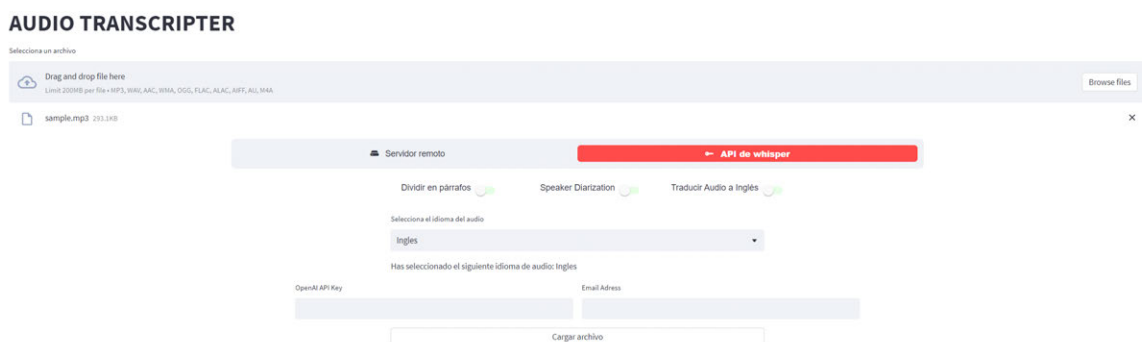 AUDIO TRANSCRIPTER
Selecciona un archivo
Drag and drop file here
Limit 200MB per file • MP3, WAV, AAC, WMA, OGG, FLAC, ALAC, AIFF, AU, M4A
Browse files
sample.mp3 293.1KB
Servidor remoto
API de whisper
Dividir en párrafos
Speaker Diarization
Traducir Audio a Inglés
Selecciona el idioma del audio
Ingles
Has seleccionado el siguiente idioma de audio: Ingles
OpenAI API Key
Email Adress
Cargar archivo